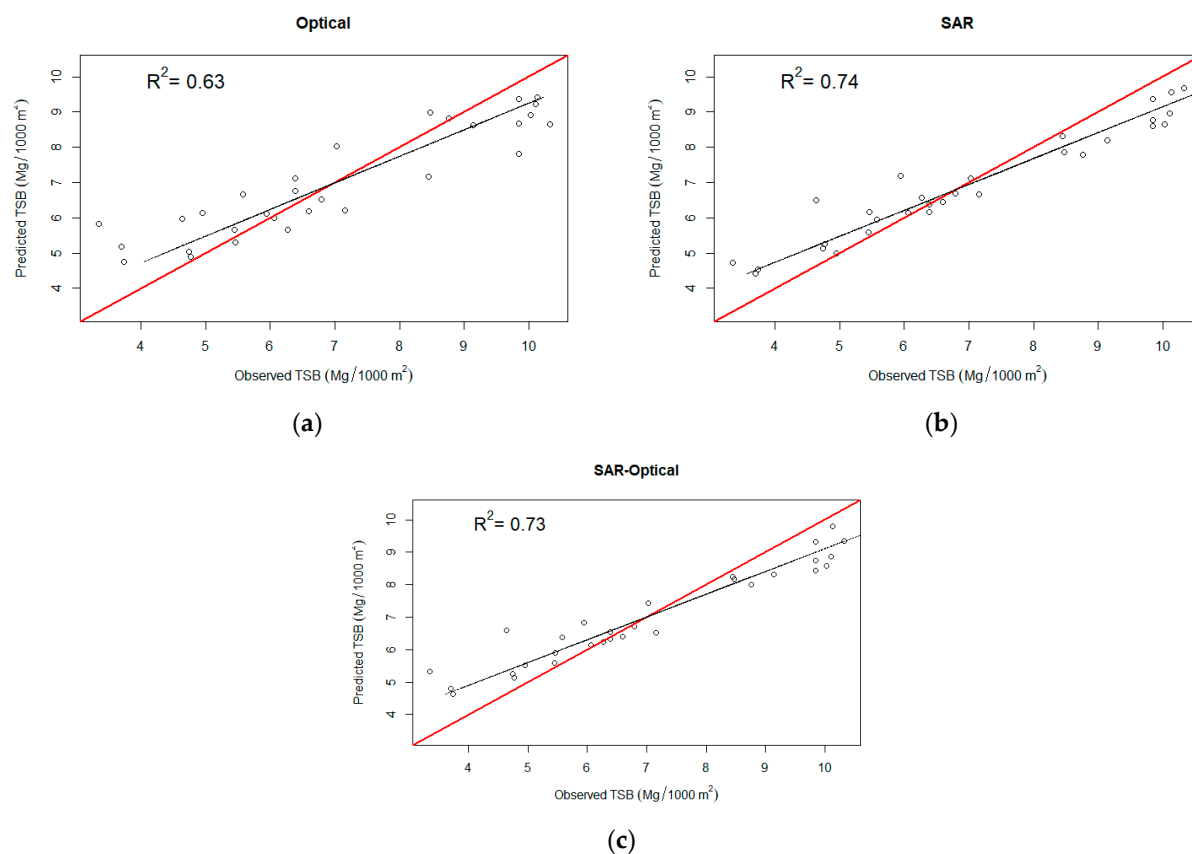 Optical
R²= 0.63
Predicted TSB (Mg/1000 m²)
10
9
8
7
6
5
4
4 5 6 7 8 9 10
Observed TSB (Mg/1000 m²)
(a)
SAR
R²= 0.74
Predicted TSB (Mg/1000 m²)
10
9
8
7
6
5
4
4 5 6 7 8 9 10
Observed TSB (Mg/1000 m²)
(b)
SAR-Optical
R²= 0.73
Predicted TSB (Mg/1000 m²)
10
9
8
7
6
5
4
4 5 6 7 8 9 10
Observed TSB (Mg/1000 m²)
(c)